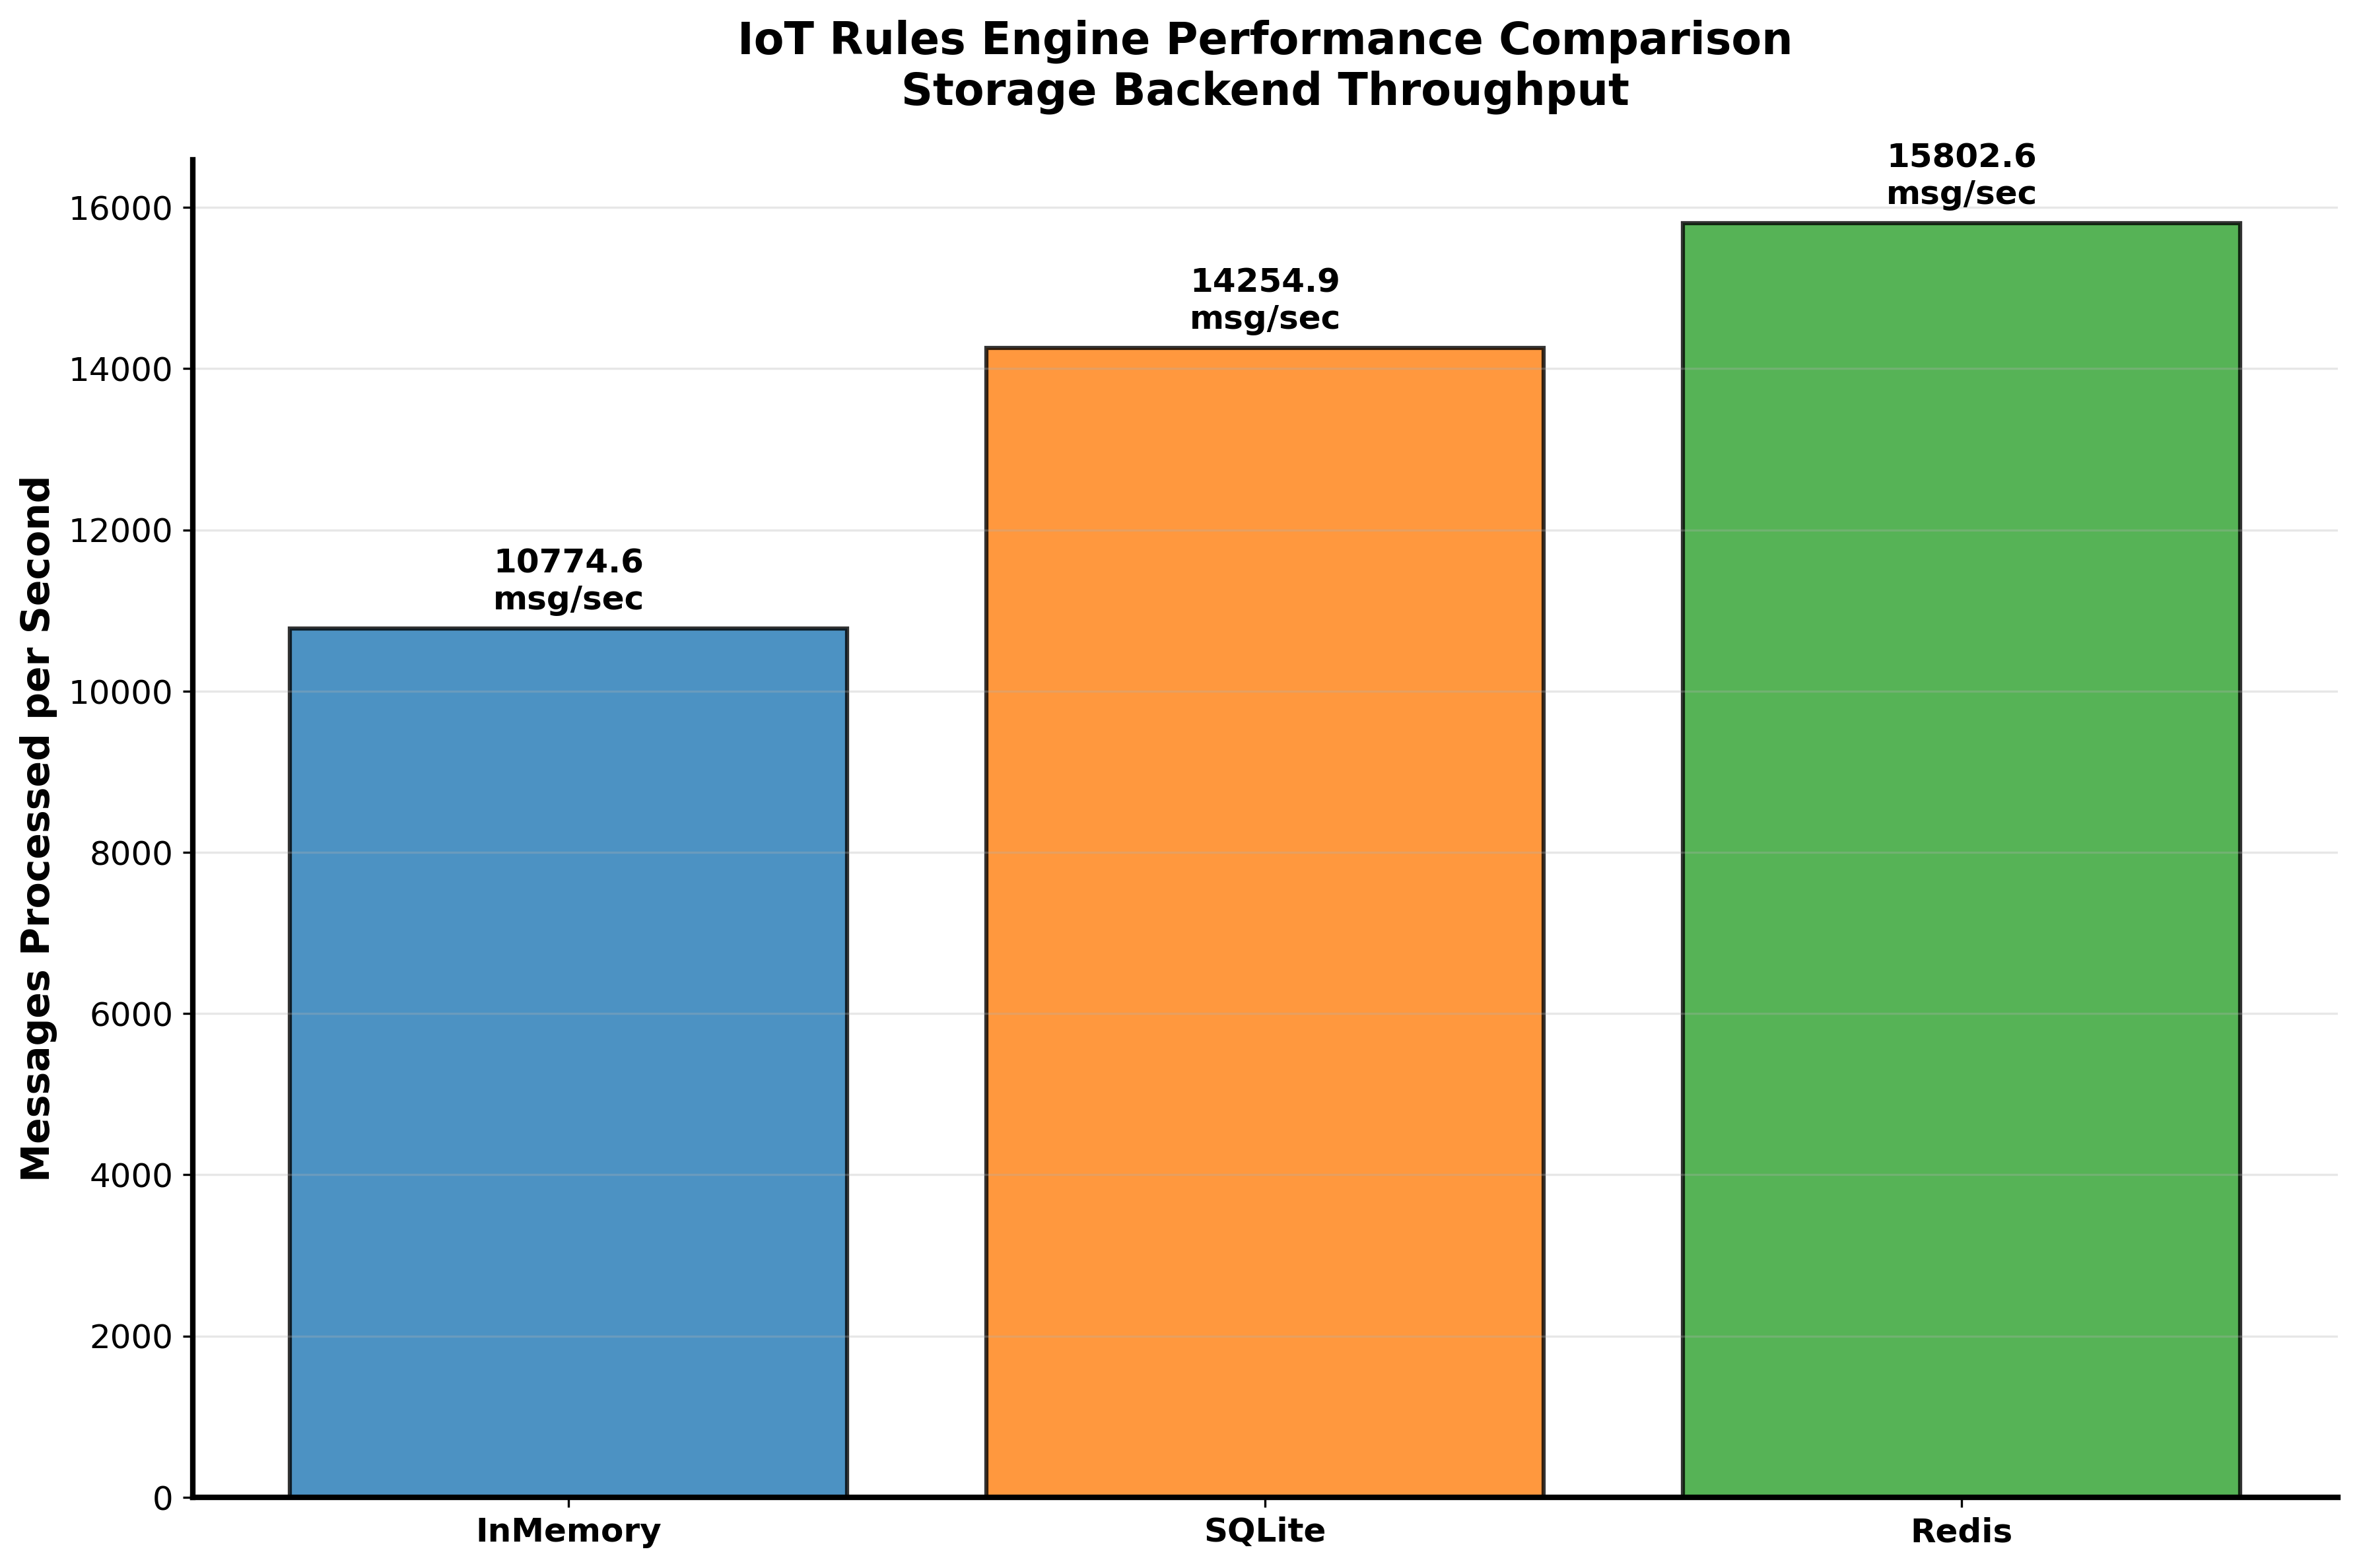 IoT Rules Engine Performance Comparison
Storage Backend Throughput
Messages Processed per Second
16000
14000
12000
10000
8000
6000
4000
2000
0
10774.6
msg/sec
14254.9
msg/sec
15802.6
msg/sec
InMemory
SQLite
Redis